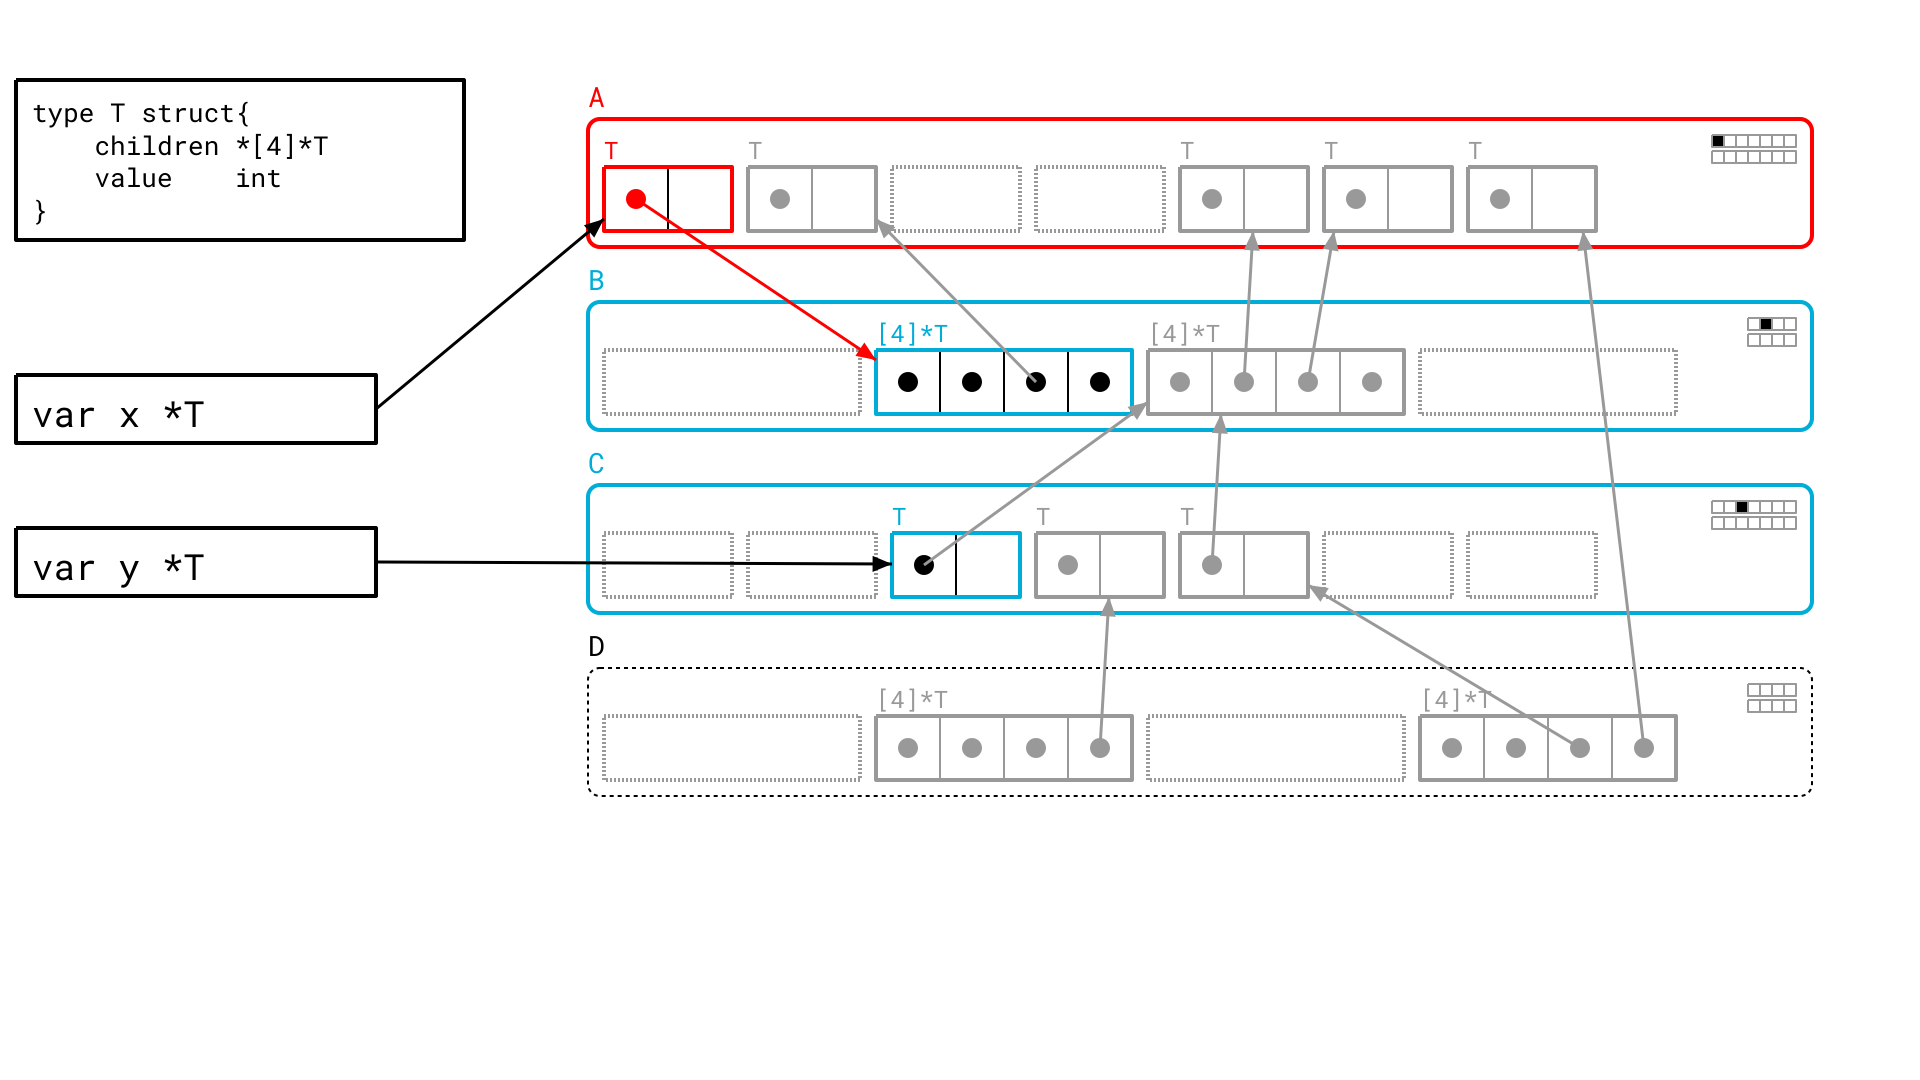 type T struct{
    children *[4]*T
    value    int
}
var x *T
var y *T
A
T T T T T
B
[4]*T [4]*T
C
T T T
D
[4]*T [4]*T